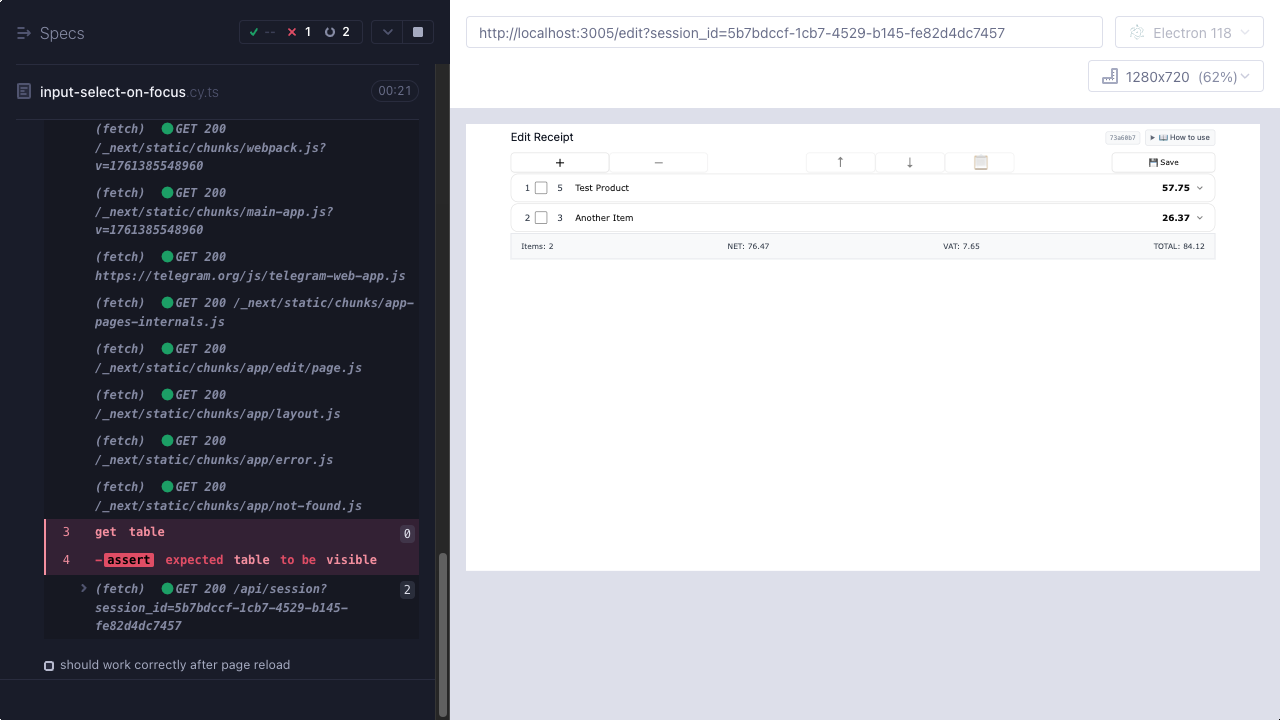 Specs
-- 1 2
input-select-on-focus.cy.ts 00:21
(fetch) GET 200
/_next/static/chunks/webpack.js?
v=1761385548960
(fetch) GET 200
/_next/static/chunks/main-app.js?
v=1761385548960
(fetch) GET 200
https://telegram.org/js/telegram-web-app.js
(fetch) GET 200 /_next/static/chunks/app-
pages-internals.js
(fetch) GET 200
/_next/static/chunks/app/edit/page.js
(fetch) GET 200
/_next/static/chunks/app/layout.js
(fetch) GET 200
/_next/static/chunks/app/error.js
(fetch) GET 200
/_next/static/chunks/app/not-found.js
3 get table 0
4 -assert expected table to be visible
(fetch) GET 200 /api/session? 2
session_id=5b7bdccf-1cb7-4529-b145-
fe82d4dc7457
should work correctly after page reload
http://localhost:3005/edit?session_id=5b7bdccf-1cb7-4529-b145-fe82d4dc7457
Electron 118
1280x720 (62%)
Edit Receipt 73a60b7 ▶ How to use
+ − ↑ ↓ Save
1 5 Test Product 57.75
2 3 Another Item 26.37
Items: 2 NET: 76.47 VAT: 7.65 TOTAL: 84.12